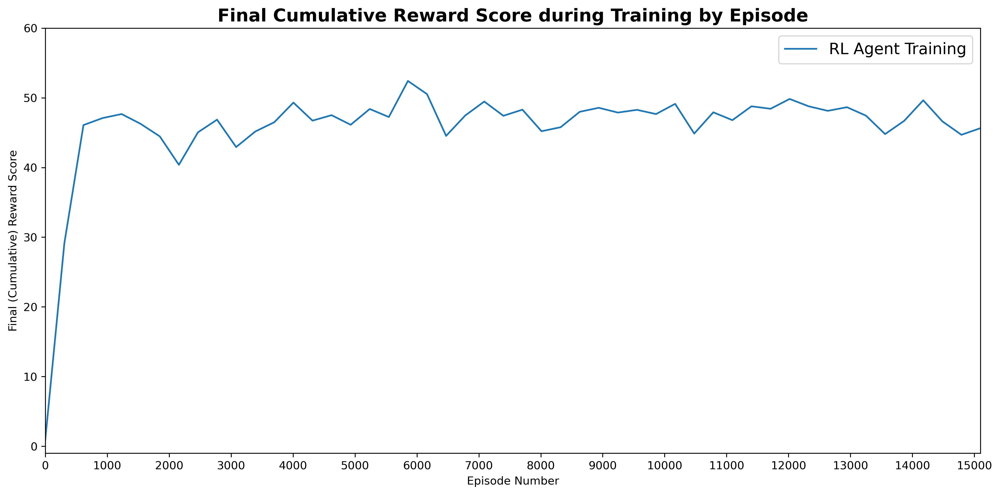 Final Cumulative Reward Score during Training by Episode
RL Agent Training
Final (Cumulative) Reward Score
60
50
40
30
20
10
0
0 1000 2000 3000 4000 5000 6000 7000 8000 9000 10000 11000 12000 13000 14000 15000
Episode Number